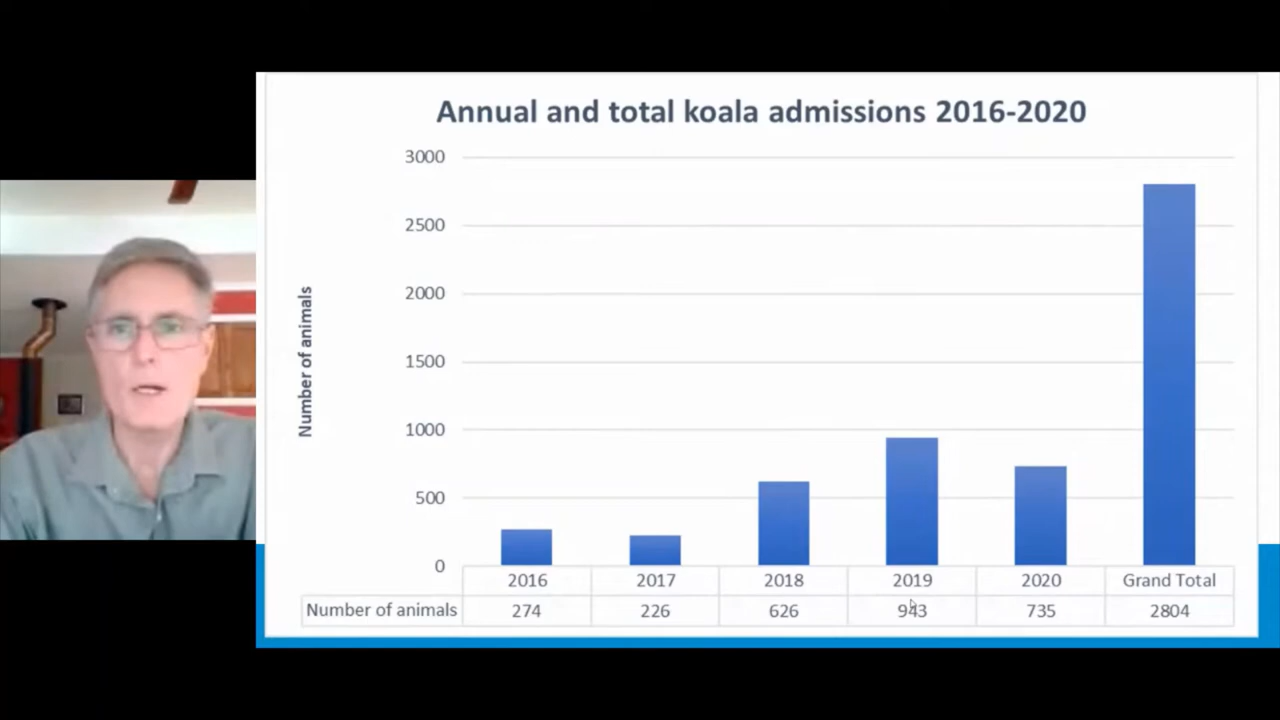 Annual and total koala admissions 2016-2020
Number of animals
3000
2500
2000
1500
1000
500
0
2016 2017 2018 2019 2020 Grand Total
Number of animals 274 226 626 943 735 2804